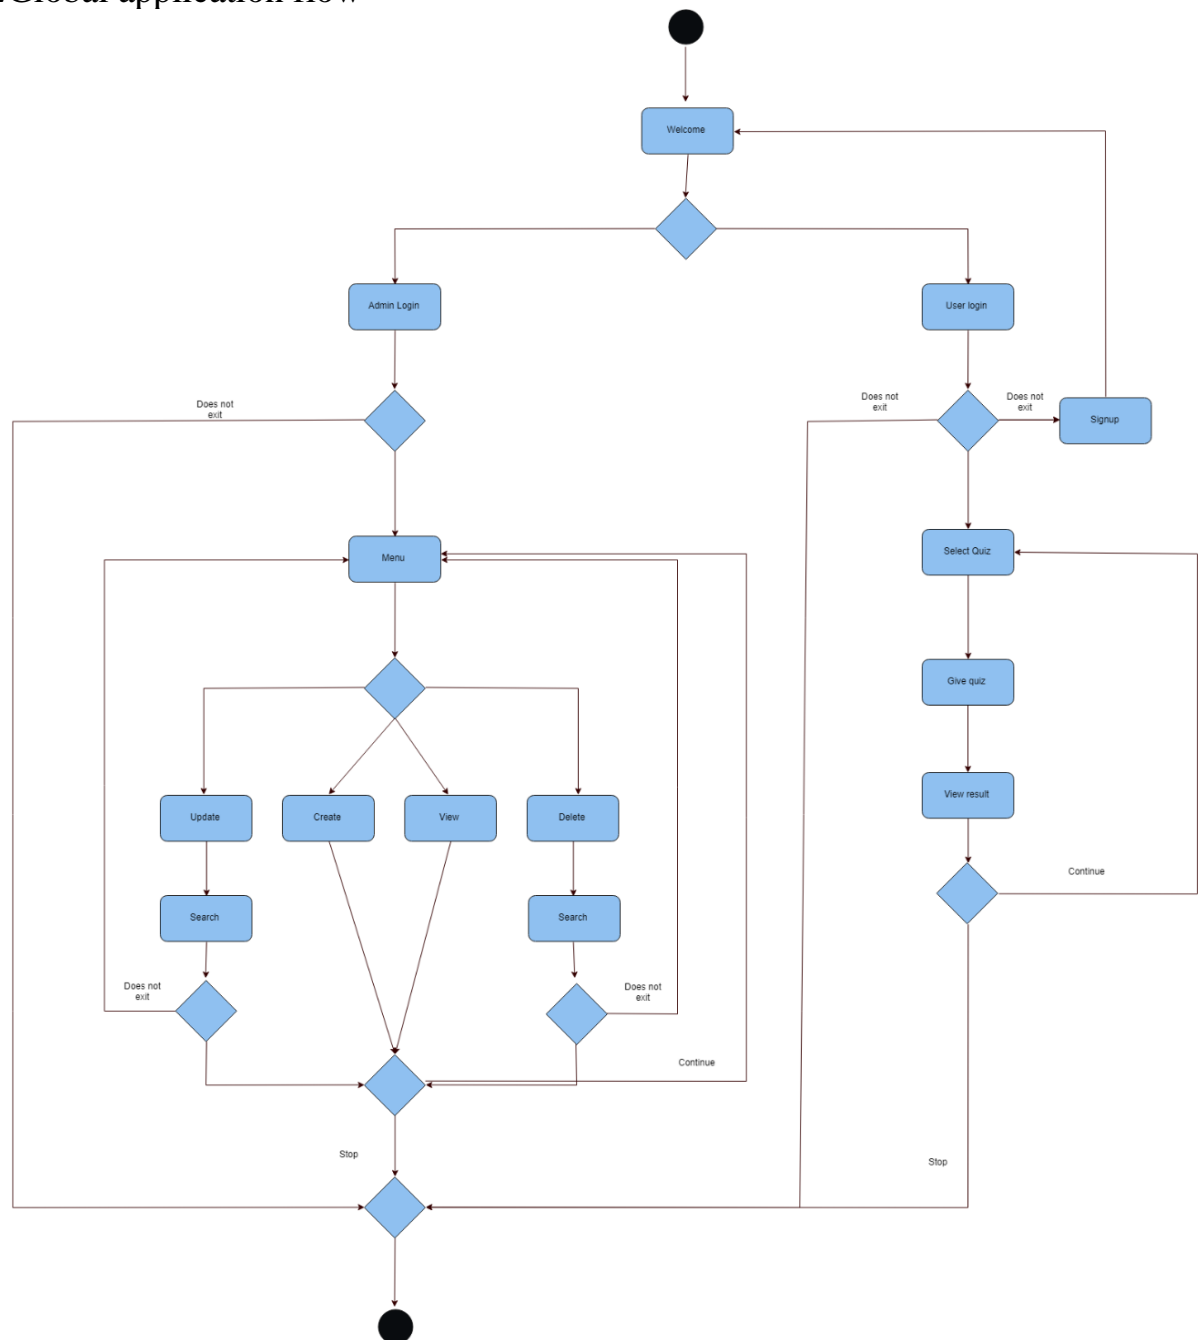 Global application flow
Welcome
Admin Login
User login
Does not
exit
Does not
exit
Does not
exit
Signup
Menu
Select Quiz
Give quiz
View result
Update
Create
View
Delete
Search
Search
Continue
Does not
exit
Does not
exit
Continue
Stop
Stop